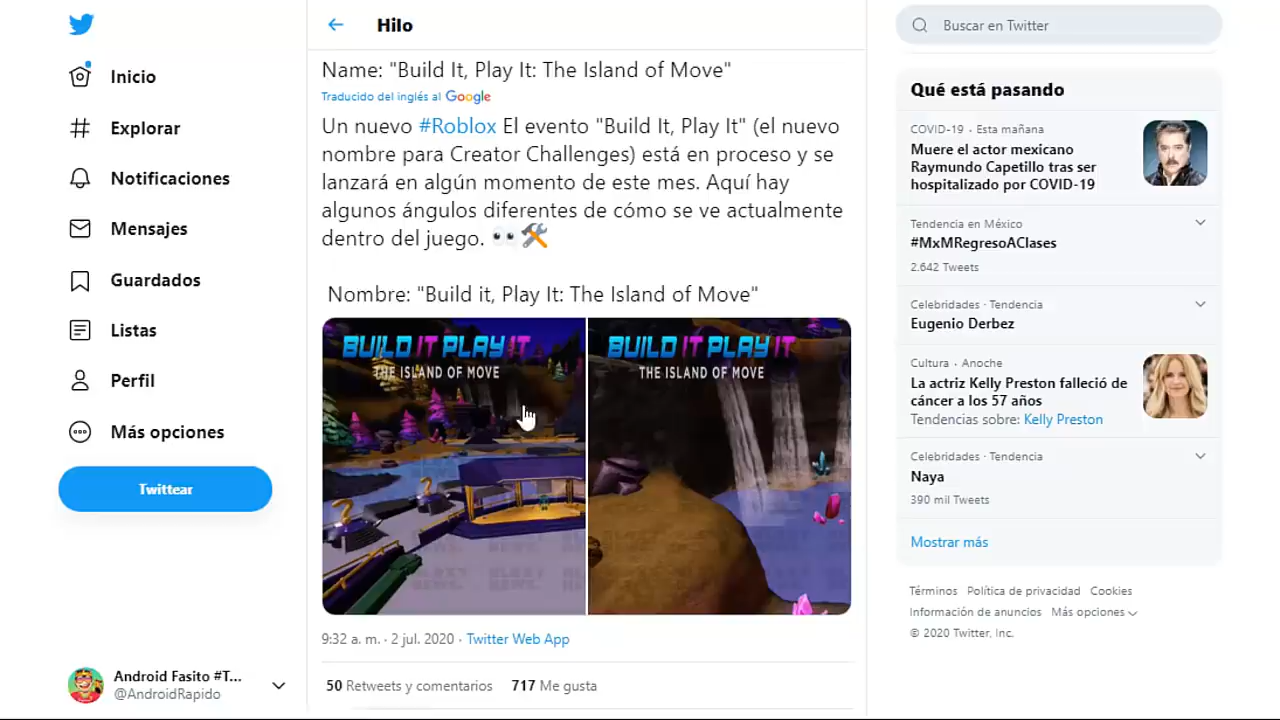 Inicio
Explorar
Notificaciones
Mensajes
Guardados
Listas
Perfil
Más opciones
Twittear
Android Fasito #T...
@AndroidRapido
Hilo
Name: "Build It, Play It: The Island of Move"
Traducido del inglés al Google
Un nuevo #Roblox El evento "Build It, Play It" (el nuevo
nombre para Creator Challenges) está en proceso y se
lanzará en algún momento de este mes. Aquí hay
algunos ángulos diferentes de cómo se ve actualmente
dentro del juego. 👀🛠️
Nombre: "Build it, Play It: The Island of Move"
BUILD IT PLAY IT
THE ISLAND OF MOVE
BUILD IT PLAY IT
THE ISLAND OF MOVE
9:32 a. m. · 2 jul. 2020 · Twitter Web App
50 Retweets y comentarios 717 Me gusta
Buscar en Twitter
Qué está pasando
COVID-19 · Esta mañana
Muere el actor mexicano
Raymundo Capetillo tras ser
hospitalizado por COVID-19
Tendencia en México
#MxMRegresoAClases
2.642 Tweets
Celebridades · Tendencia
Eugenio Derbez
Cultura · Anoche
La actriz Kelly Preston falleció de
cáncer a los 57 años
Tendencias sobre: Kelly Preston
Celebridades · Tendencia
Naya
390 mil Tweets
Mostrar más
Términos Política de privacidad Cookies
Información de anuncios Más opciones
© 2020 Twitter, Inc.